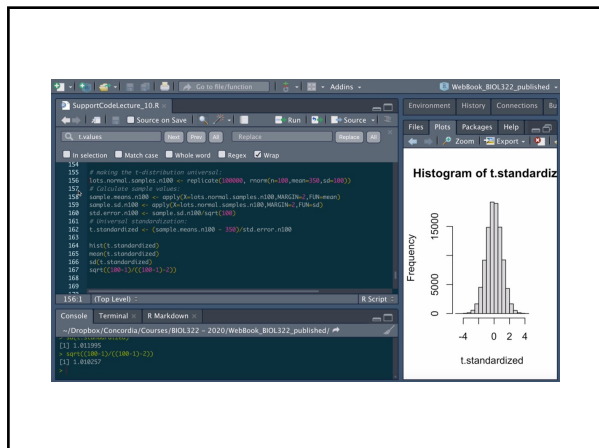 Go to file/function
Addins
WebBook_BIOL322_published
SupportCodeLecture_10.R
Source on Save
Run
Source
t.values
Next Prev All Replace Replace All
In selection Match case Whole word Regex Wrap
154
155 # making the t-distribution universal:
156 lots.normal.samples.n100 <- replicate(100000, rnorm(n=100,mean=350,sd=100))
157 # Calculate sample values:
158 sample.means.n100 <- apply(X=lots.normal.samples.n100,MARGIN=2,FUN=mean)
159 sample.sd.n100 <- apply(X=lots.normal.samples.n100,MARGIN=2,FUN=sd)
160 std.error.n100 <- sample.sd.n100/sqrt(100)
161 # Universal standardization:
162 t.standardized <- (sample.means.n100 - 350)/std.error.n100
163
164 hist(t.standardized)
165 mean(t.standardized)
166 sd(t.standardized)
167 sqrt((100-1)/((100-1)-2))
168
169
156:1 (Top Level) R Script
Console Terminal R Markdown
~/Dropbox/Concordia/Courses/BIOL322 - 2020/WebBook_BIOL322_published/
> sd(t.standardized)
[1] 1.011995
> sqrt((100-1)/((100-1)-2))
[1] 1.010257
>
Environment History Connections Bu
Files Plots Packages Help
Zoom Export
Histogram of t.standardiz
Frequency
0 5000 15000
-4 0 2 4
t.standardized